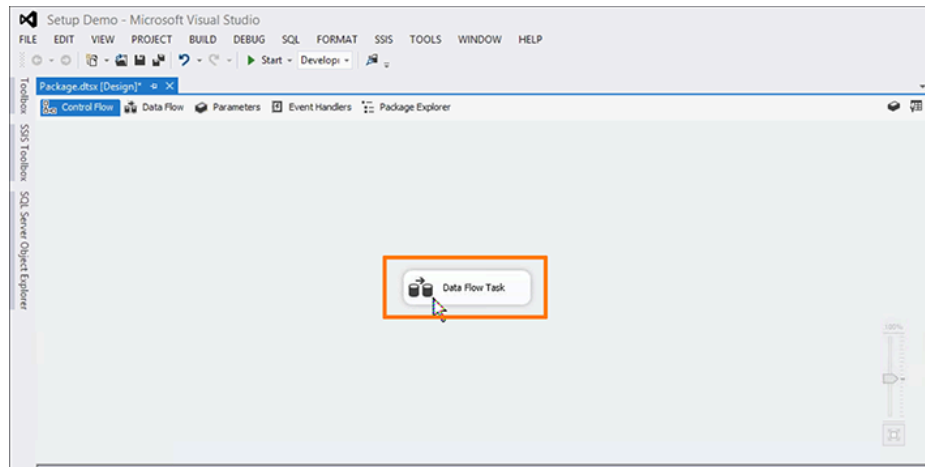 Setup Demo - Microsoft Visual Studio
FILE EDIT VIEW PROJECT BUILD DEBUG SQL FORMAT SSIS TOOLS WINDOW HELP
Start Develop
Package.dtsx [Design]*
Control Flow Data Flow Parameters Event Handlers Package Explorer
Toolbox
SSIS Toolbox
SQL Server Object Explorer
Data Flow Task
100%